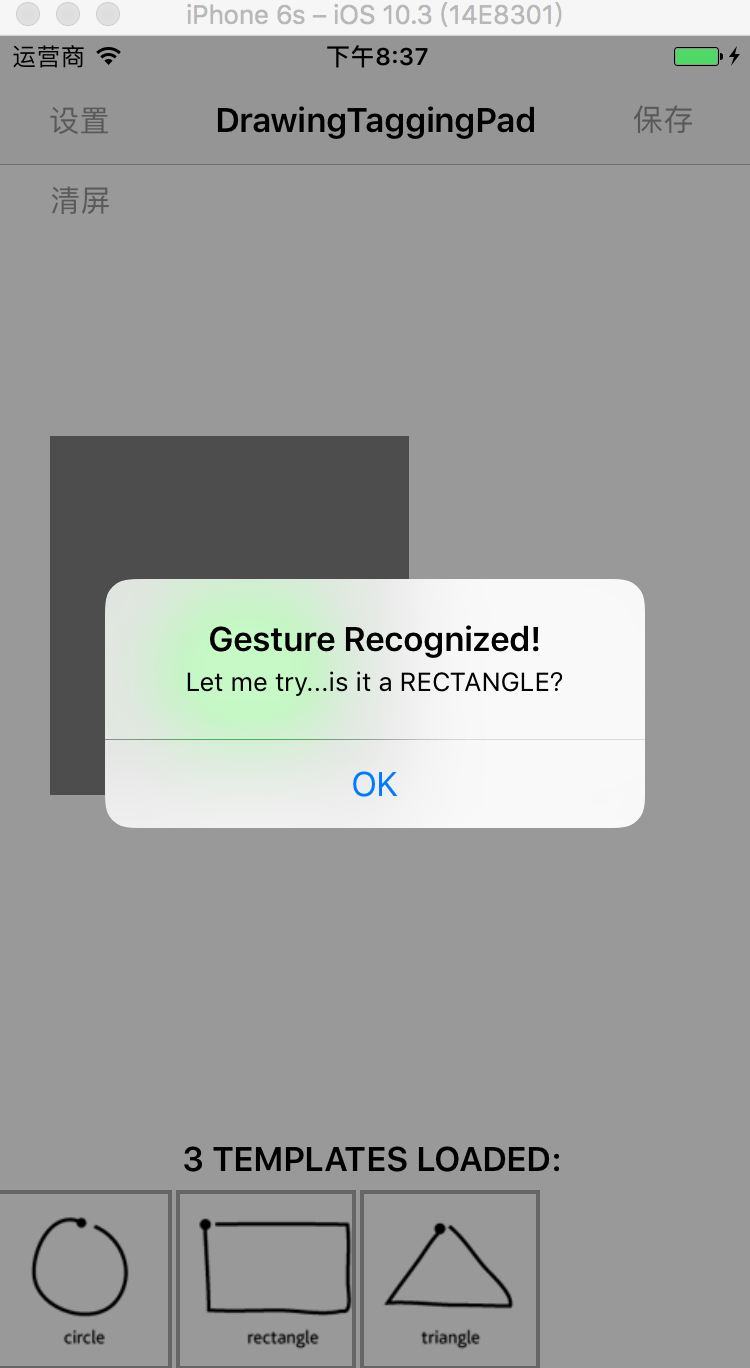 iPhone 6s – iOS 10.3 (14E8301)
运营商 下午8:37
设置 DrawingTaggingPad 保存
清屏
Gesture Recognized!
Let me try...is it a RECTANGLE?
OK
3 TEMPLATES LOADED:
circle rectangle triangle